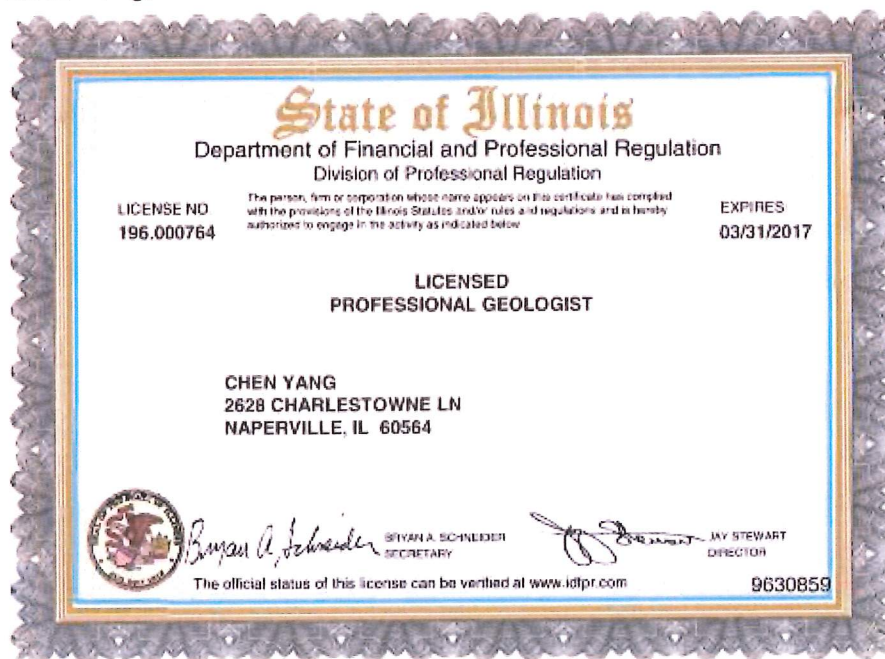 State of Illinois
Department of Financial and Professional Regulation
Division of Professional Regulation
LICENSE NO.
196.000764
The person, firm or corporation whose name appears on this certificate has complied
with the provisions of the Illinois Statutes and/or rules and regulations and is hereby
authorized to engage in the activity as indicated below
EXPIRES
03/31/2017
LICENSED
PROFESSIONAL GEOLOGIST
CHEN YANG
2628 CHARLESTOWNE LN
NAPERVILLE, IL 60564
Bryan A. Schneider
BRYAN A. SCHNEIDER
SECRETARY
JAY STEWART
DIRECTOR
The official status of this license can be verified at www.idfpr.com
9630859